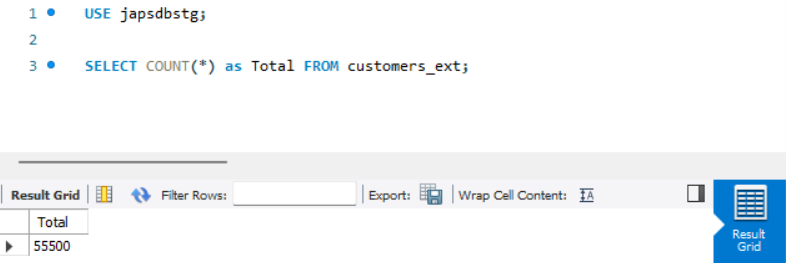 1 USE japsdbstg;
2
3 SELECT COUNT(*) as Total FROM customers_ext;
Result Grid Filter Rows: Export: Wrap Cell Content: IA
Total
55500
Result
Grid